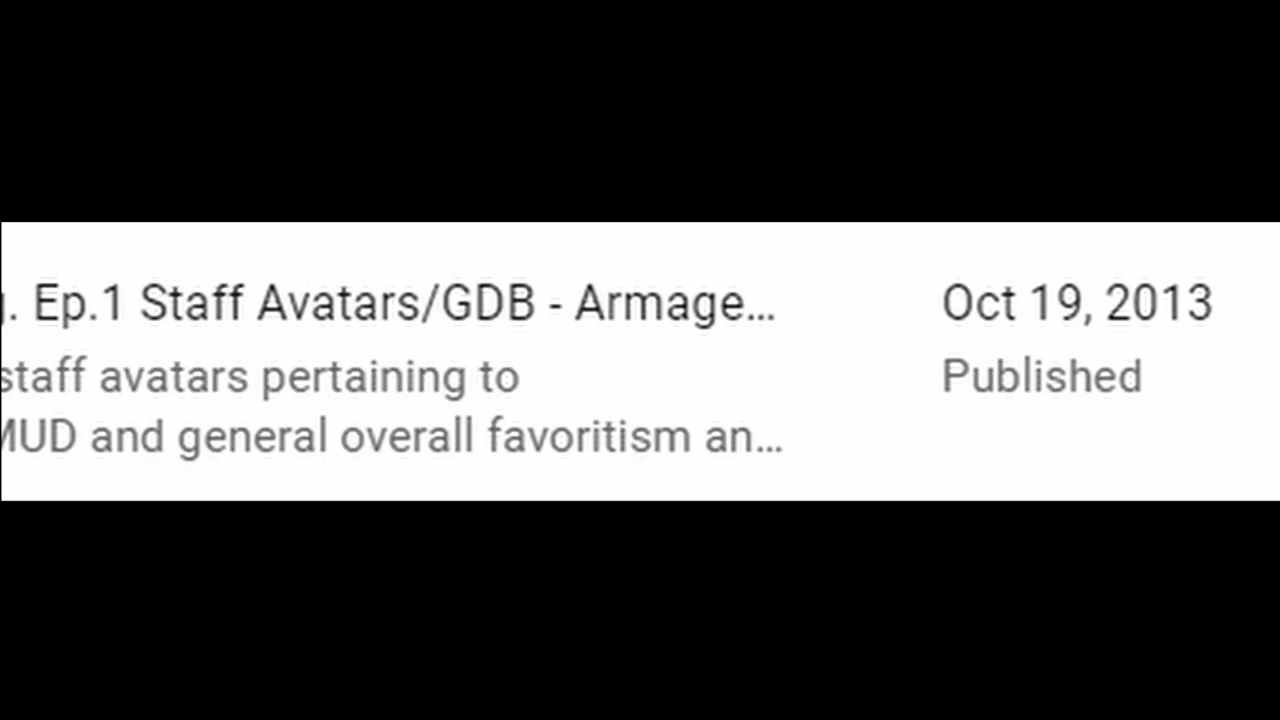 . Ep.1 Staff Avatars/GDB - Armage...
Oct 19, 2013
staff avatars pertaining to
Published
MUD and general overall favoritism an...